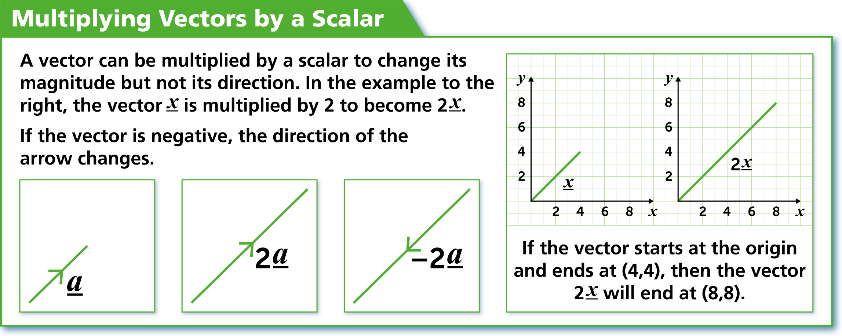 Multiplying Vectors by a Scalar
A vector can be multiplied by a scalar to change its
magnitude but not its direction. In the example to the
right, the vector x is multiplied by 2 to become 2x.
If the vector is negative, the direction of the
arrow changes.
a
2a
−2a
y
8
6
4
2
x
2 4 6 8 x
y
8
6
4
2
2x
2 4 6 8 x
If the vector starts at the origin
and ends at (4,4), then the vector
2x will end at (8,8).